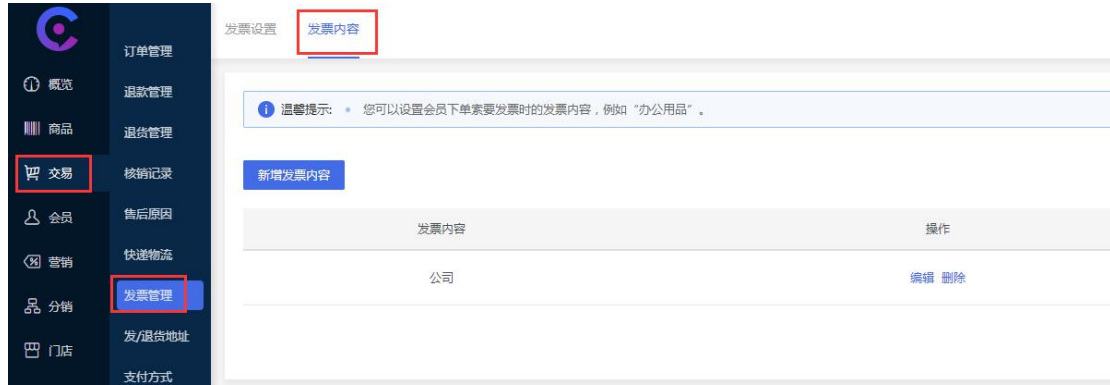 概览
商品
交易
会员
营销
分销
门店
订单管理
退款管理
退货管理
核销记录
售后原因
快递物流
发票管理
发/退货地址
支付方式
发票设置 发票内容
温馨提示: 您可以设置会员下单索要发票时的发票内容，例如“办公用品”。
新增发票内容
发票内容 操作
公司 编辑 删除